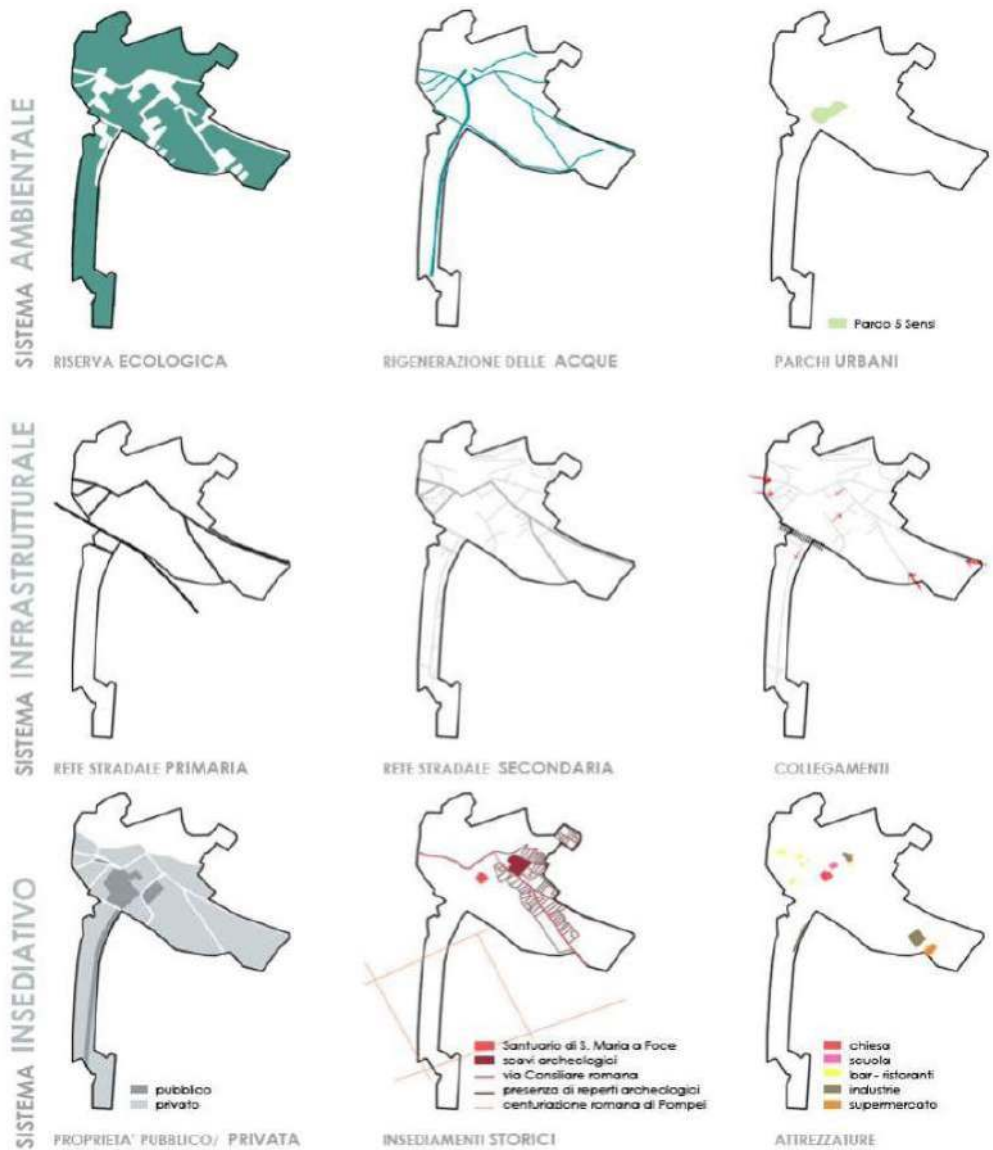 SISTEMA AMBIENTALE
Parco 5 Sensi
RISERVA ECOLOGICA
RIGENERAZIONE DELLE ACQUE
PARCHI URBANI
SISTEMA INFRASTRUTTURALE
RETE STRADALE PRIMARIA
RETE STRADALE SECONDARIA
COLLEGAMENTI
SISTEMA INSEDIATIVO
pubblico
privato
Santuario di S. Maria a Foce
scavi archeologici
via Consiliare romana
presenza di reperti archeologici
centuriazione romana di Pompei
chiesa
scuola
bar - ristoranti
industrie
supermercato
PROPRIETA' PUBBLICO/ PRIVATA
INSEDIAMENTI STORICI
ATTREZZATURE